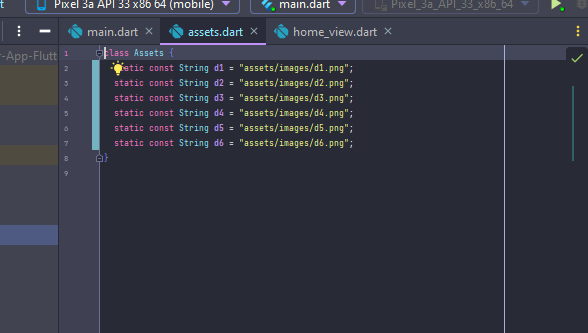 t
Pixel 3a API 33 x86 64 (mobile)
main.dart
Pixel_3a_API_33_x86_64
main.dart
assets.dart
home_view.dart
-App-Flutt
1 class Assets {
2 static const String d1 = "assets/images/d1.png";
3 static const String d2 = "assets/images/d2.png";
4 static const String d3 = "assets/images/d3.png";
5 static const String d4 = "assets/images/d4.png";
6 static const String d5 = "assets/images/d5.png";
7 static const String d6 = "assets/images/d6.png";
8 }
9